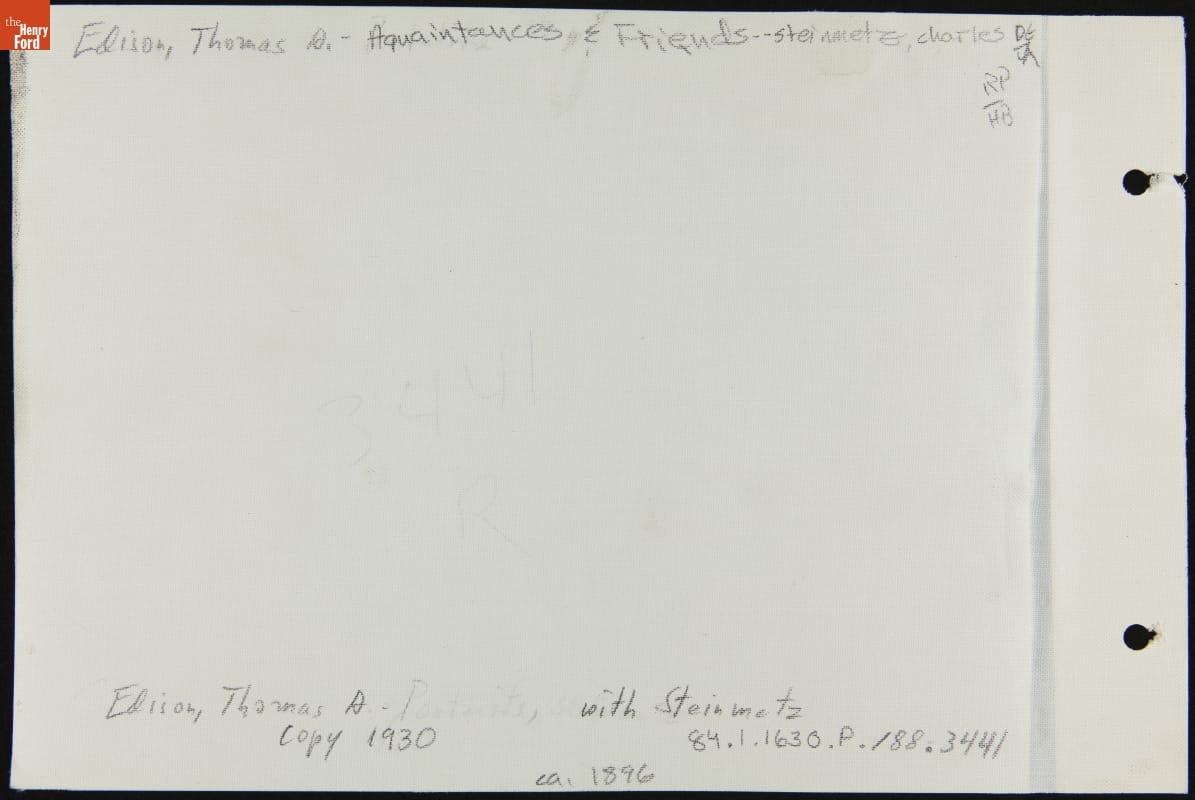 the
Henry
Ford
Edison, Thomas A. - Aquaintances & Friends--steinmetz, charles
RP
HB
3441
R
Edison, Thomas A. - Portraits, with Steinmetz
Copy 1930
84.1.1630.P.188.3441
ca. 1896